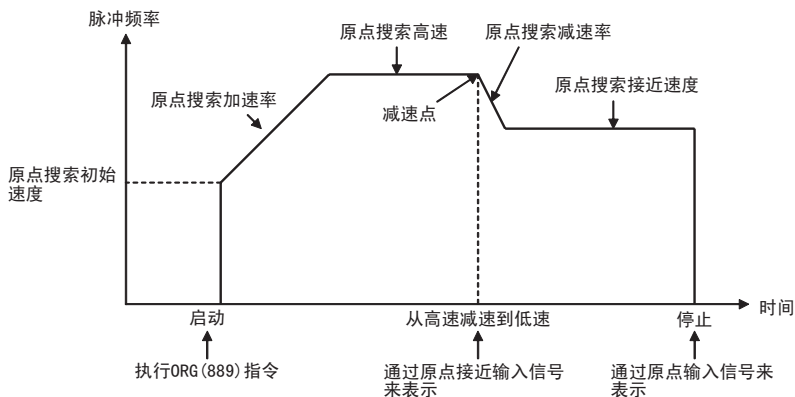 脉冲频率
原点搜索高速
原点搜索减速率
原点搜索加速率
减速点
原点搜索接近速度
原点搜索初始
速度
启动
从高速减速到低速
停止
时间
执行ORG(889)指令
通过原点接近输入信号
来表示
通过原点输入信号来
表示